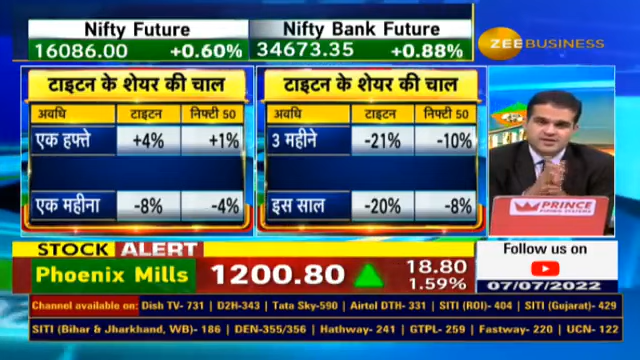 Nifty Future
16086.00 +0.60%
Nifty Bank Future
34673.35 +0.88%
ZEE BUSINESS
टाइटन के शेयर की चाल
अवधि टाइटन निफ्टी 50
एक हफ्ते +4% +1%
एक महीना -8% -4%
टाइटन के शेयर की चाल
अवधि टाइटन निफ्टी 50
3 महीने -21% -10%
इस साल -20% -8%
PRINCE
PIPING SYSTEMS
STOCK ALERT
Phoenix Mills 1200.80 ▲ 18.80
1.59%
Follow us on
07/07/2022
Channel available on: Dish TV- 731 | D2H-343 | Tata Sky-590 | Airtel DTH- 331 | SITI (ROI)- 404 | SITI (Gujarat)- 429
SITI (Bihar & Jharkhand, WB)- 186 | DEN-355/356 | Hathway- 241 | GTPL- 259 | Fastway- 220 | UCN- 122